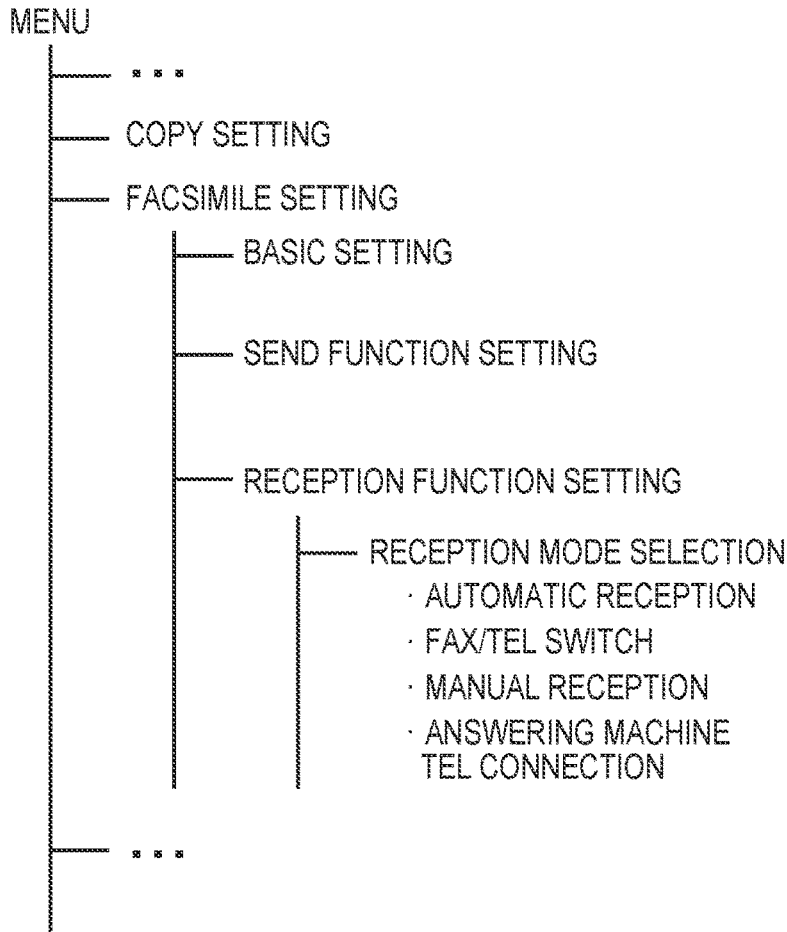 MENU
...
COPY SETTING
FACSIMILE SETTING
BASIC SETTING
SEND FUNCTION SETTING
RECEPTION FUNCTION SETTING
RECEPTION MODE SELECTION
· AUTOMATIC RECEPTION
· FAX/TEL SWITCH
· MANUAL RECEPTION
· ANSWERING MACHINE
TEL CONNECTION
...